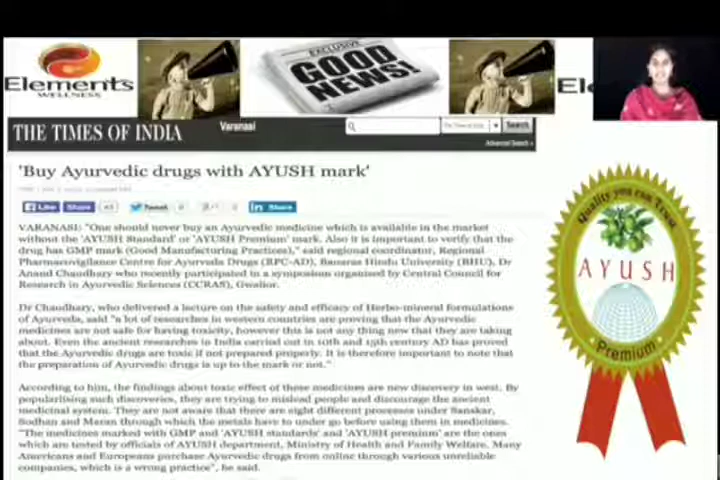 Elements
WELLNESS
EXCLUSIVE
GOOD
NEWS!
Ele
THE TIMES OF INDIA
Varanasi
Search
Advanced Search »
'Buy Ayurvedic drugs with AYUSH mark'
Like Share Tweet 0 in Share
VARANASI: "One should never buy an Ayurvedic medicine which is available in the market
without the 'AYUSH Standard' or 'AYUSH Premium' mark. Also it is important to verify that the
drug has GMP mark (Good Manufacturing Practices)," said regional coordinator, Regional
Pharmacovigilance Centre for Ayurveda Drugs (RPC-AD), Banaras Hindu University (BHU), Dr
Anand Chaudhary who recently participated in a symposium organised by Central Council for
Research in Ayurvedic Sciences (CCRAS), Gwalior.
Dr Chaudhary, who delivered a lecture on the safety and efficacy of Herbo-mineral Formulations
of Ayurveda, said "a lot of researches in western countries are proving that the Ayurvedic
medicines are not safe for having toxicity, however this is not any thing new that they are taking
about. Even the ancient researches in India carried out in 10th and 15th century AD has proved
that the Ayurvedic drugs are toxic if not prepared properly. It is therefore important to note that
the preparation of Ayurvedic drugs is up to the mark or not."
According to him, the findings about toxic effect of these medicines are new discovery in west. By
popularising such discoveries, they are trying to mislead people and discourage the ancient
medicinal system. They are not aware that there are eight different processes under Sanskar,
Sodhan and Maran through which the metals have to under go before using them in medicines.
"The medicines marked with GMP and 'AYUSH standards' and 'AYUSH premium' are the ones
which are tested by officials of AYUSH department, Ministry of Health and Family Welfare. Many
Americans and Europeans purchase Ayurvedic drugs from online through various unreliable
companies, which is a wrong practice", he said.
Quality you can Trust
AYUSH
Premium